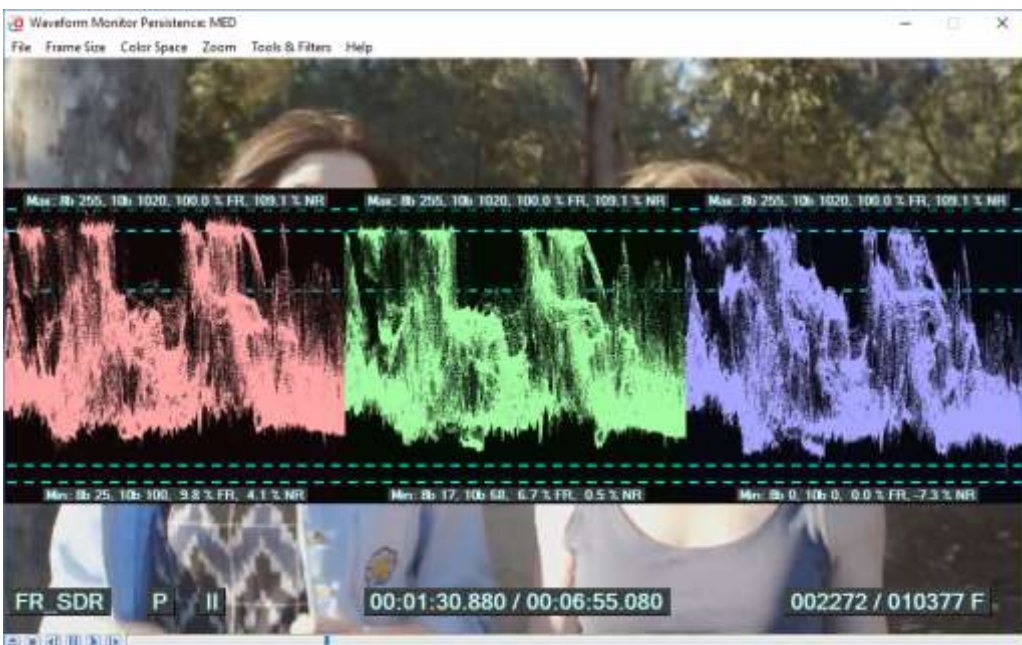 Waveform Monitor Persistence: MED
File Frame Size Color Space Zoom Tools & Filters Help
Max: 8b 255, 10b 1020, 100.0 % FR, 109.1 % NR
Max: 8b 255, 10b 1020, 100.0 % FR, 109.1 % NR
Max: 8b 255, 10b 1020, 100.0 % FR, 109.1 % NR
Min: 8b 25, 10b 100, 9.8 % FR, 4.1 % NR
Min: 8b 17, 10b 68, 6.7 % FR, 0.5 % NR
Min: 8b 0, 10b 0, 0.0 % FR, -7.3 % NR
FR_SDR P II 00:01:30.880 / 00:06:55.080 002272 / 010377 F